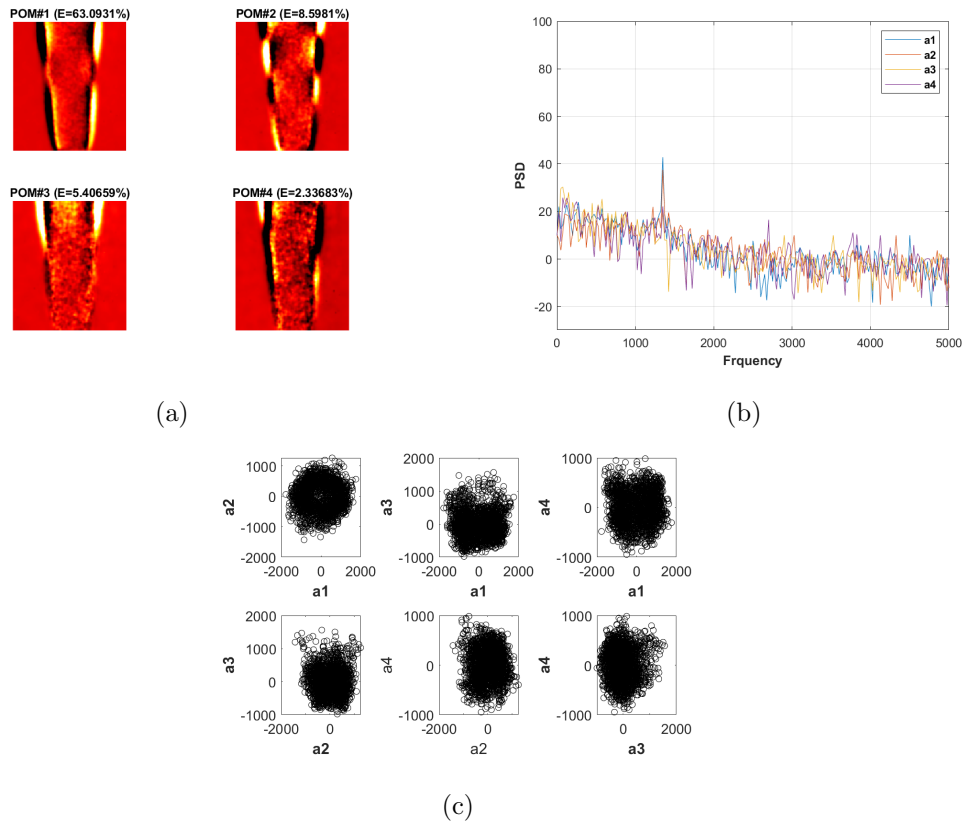 POM#1 (E=63.0931%)
POM#2 (E=8.5981%)
POM#3 (E=5.40659%)
POM#4 (E=2.33683%)
(a)
100
80
60
40
20
0
-20
PSD
0 1000 2000 3000 4000 5000
Frquency
a1
a2
a3
a4
(b)
1000
0
-1000
-2000
a2
-2000 0 2000
a1
2000
1000
0
-1000
a3
-2000 0 2000
a1
1000
0
-1000
a4
-2000 0 2000
a1
2000
1000
0
-1000
a3
-2000 0
a2
1000
0
-1000
a4
-2000 0
a2
1000
0
-1000
a4
0 2000
a3
(c)